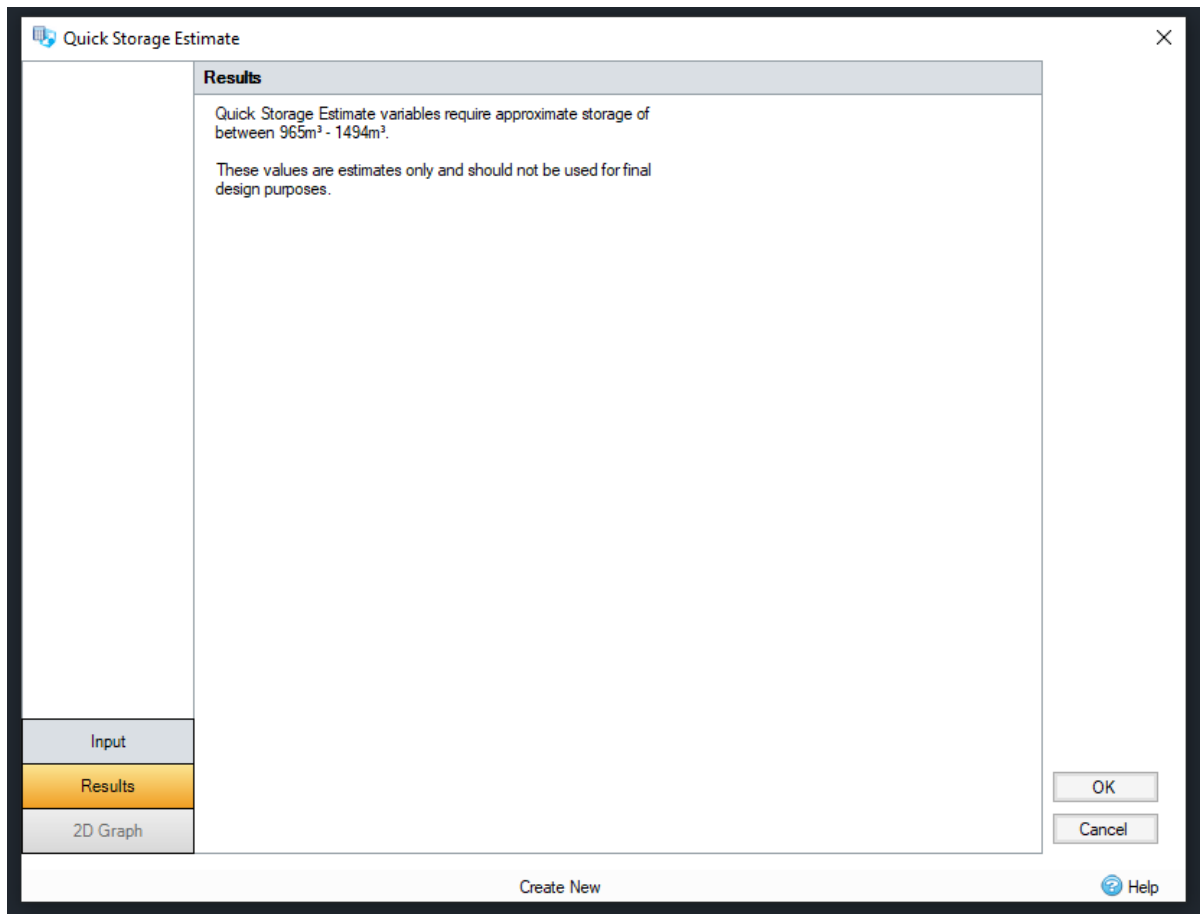 Quick Storage Estimate
Results
Quick Storage Estimate variables require approximate storage of
between 965m³ - 1494m³.
These values are estimates only and should not be used for final
design purposes.
Input
Results
2D Graph
OK
Cancel
Create New
Help